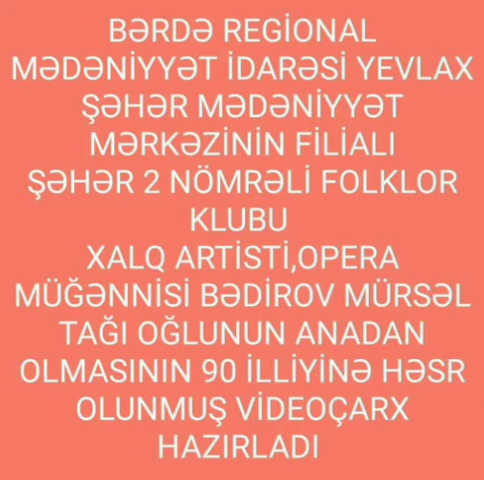 BƏRDƏ REGİONAL
MƏDƏNİYYƏT İDARƏSİ YEVLAX
ŞƏHƏR MƏDƏNİYYƏT
MƏRKƏZİNİN FİLİALI
ŞƏHƏR 2 NÖMRƏLİ FOLKLOR
KLUBU
XALQ ARTİSTİ,OPERA
MÜĞƏNNİSİ BƏDİROV MÜRSƏL
TAĞI OĞLUNUN ANADAN
OLMASININ 90 İLLİYİNƏ HƏSR
OLUNMUŞ VİDEOÇARX
HAZIRLADI